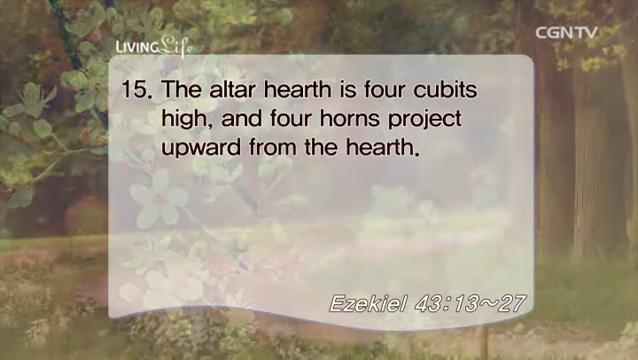 LIVING Life
CGNTV
15. The altar hearth is four cubits
high, and four horns project
upward from the hearth.
Ezekiel 43:13~27